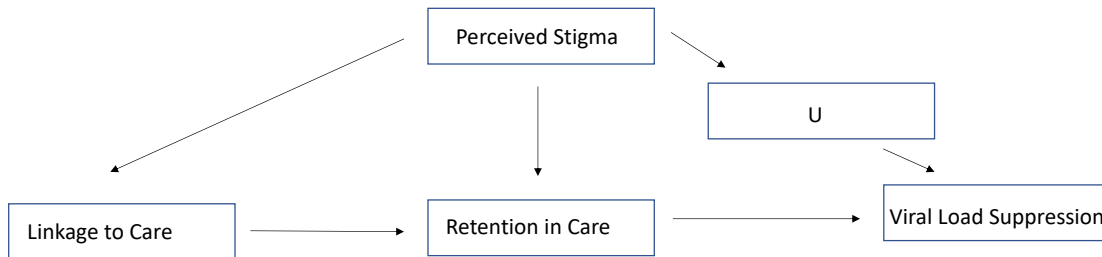 Perceived Stigma
U
Linkage to Care
Retention in Care
Viral Load Suppression